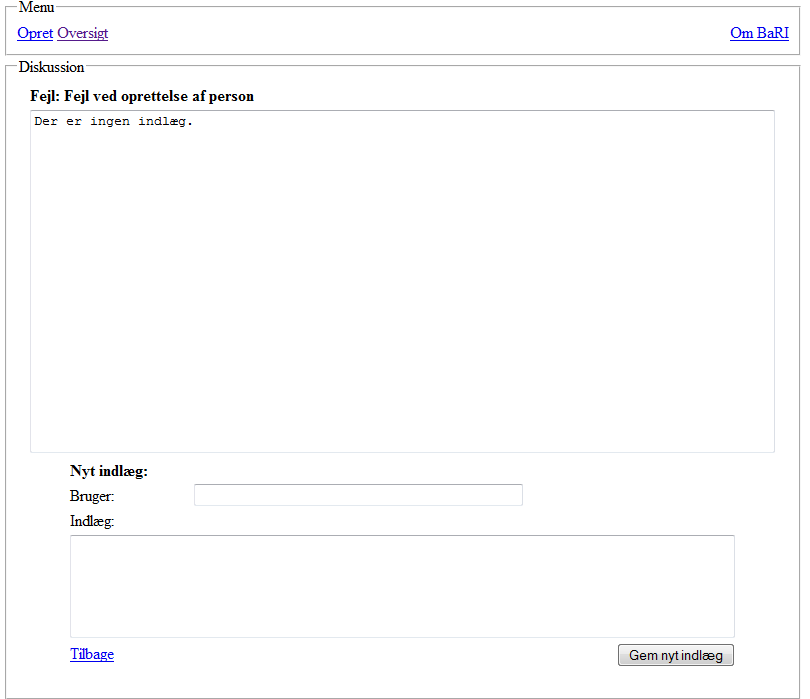 Menu
Opret Oversigt Om BaRI
Diskussion
Fejl: Fejl ved oprettelse af person
Der er ingen indlæg.
Nyt indlæg:
Bruger:
Indlæg:
Tilbage Gem nyt indlæg